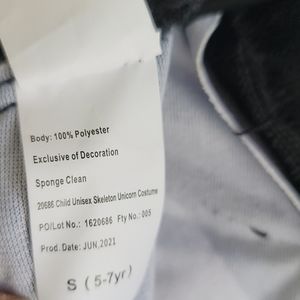 Body: 100% Polyester
Exclusive of Decoration
Sponge Clean
20686 Child Unisex Skeleton Unicorn Costume
PO/Lot No.: 1620686 Fty No.: 005
Prod. Date: JUN,2021
S ( 5-7yr )